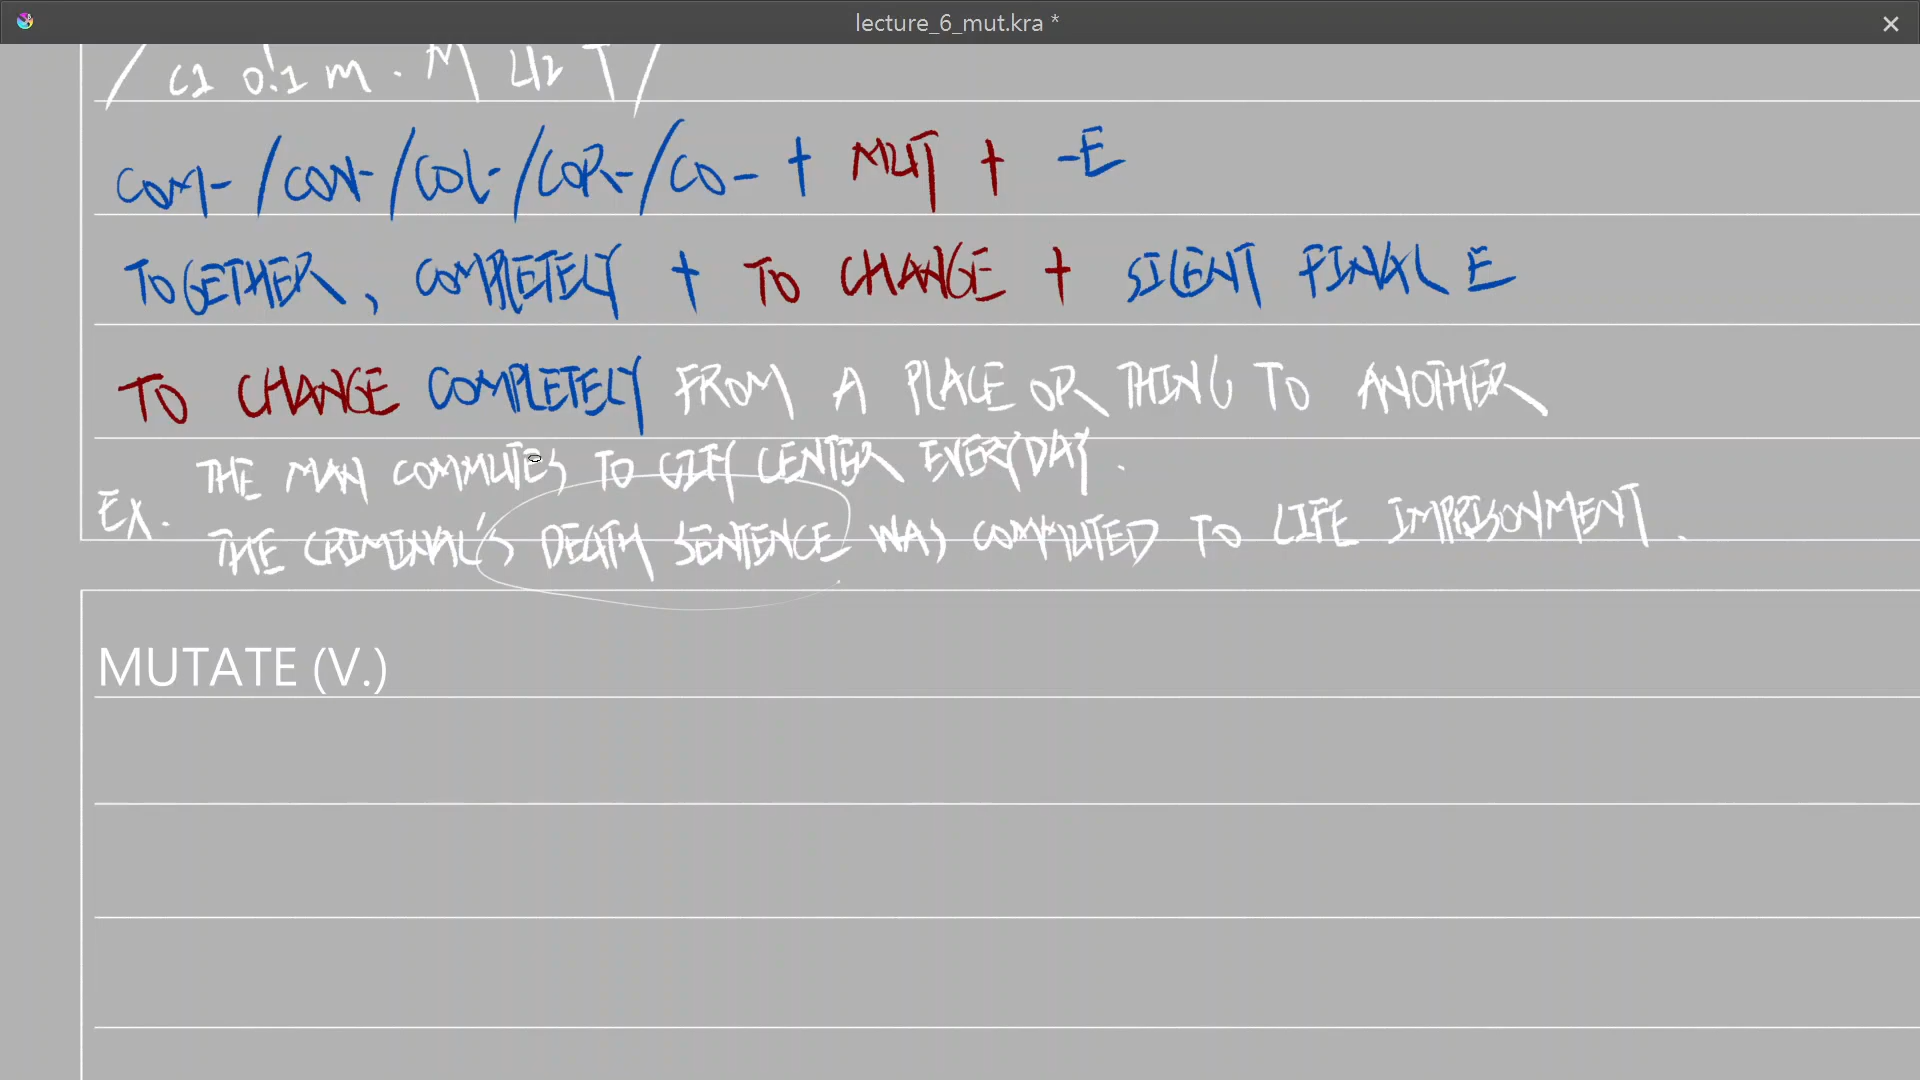 lecture_6_mut.kra *
COM- / CON- / COL- / COR- / CO- + MUT + -E
TOGETHER, COMPLETELY + TO CHANGE + SILENT FINAL E
TO CHANGE COMPLETELY FROM A PLACE OR THING TO ANOTHER
THE MAN COMMUTES TO CITY CENTER EVERYDAY.
EX.
THE CRIMINAL'S DEATH SENTENCE WAS COMMUTED TO LIFE IMPRISONMENT.
MUTATE (V.)